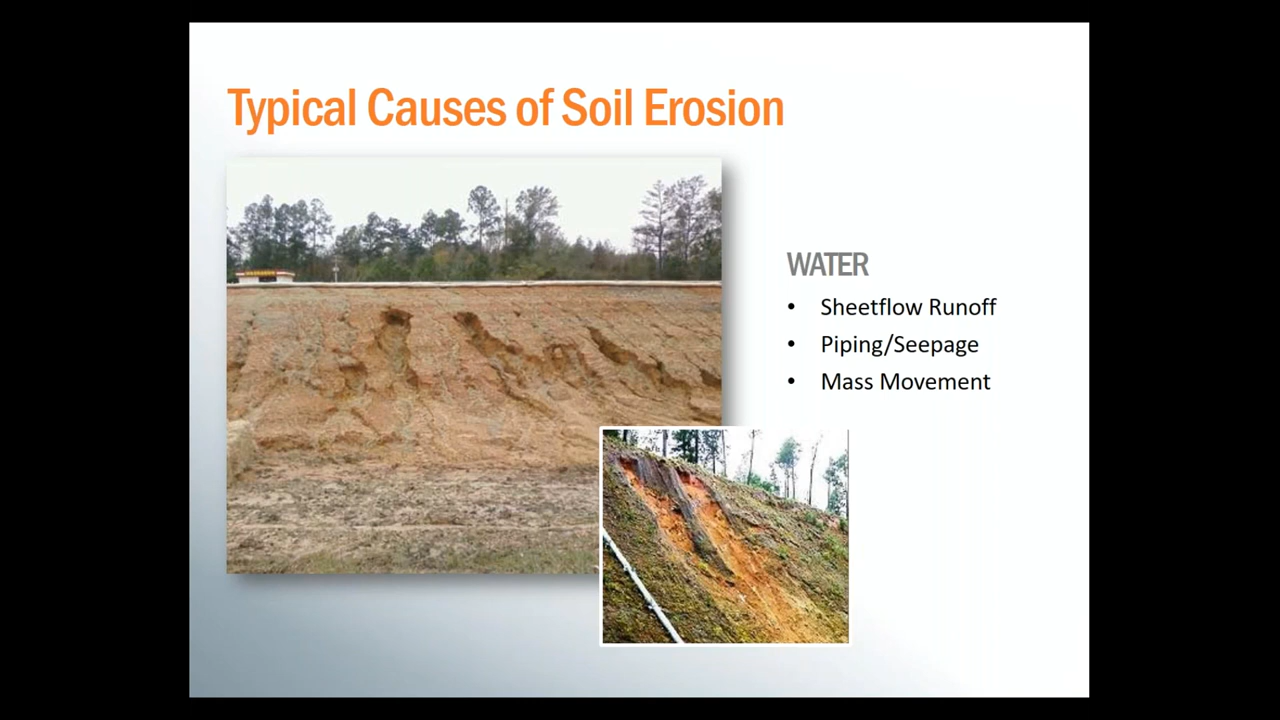 Typical Causes of Soil Erosion
WATER
• Sheetflow Runoff
• Piping/Seepage
• Mass Movement